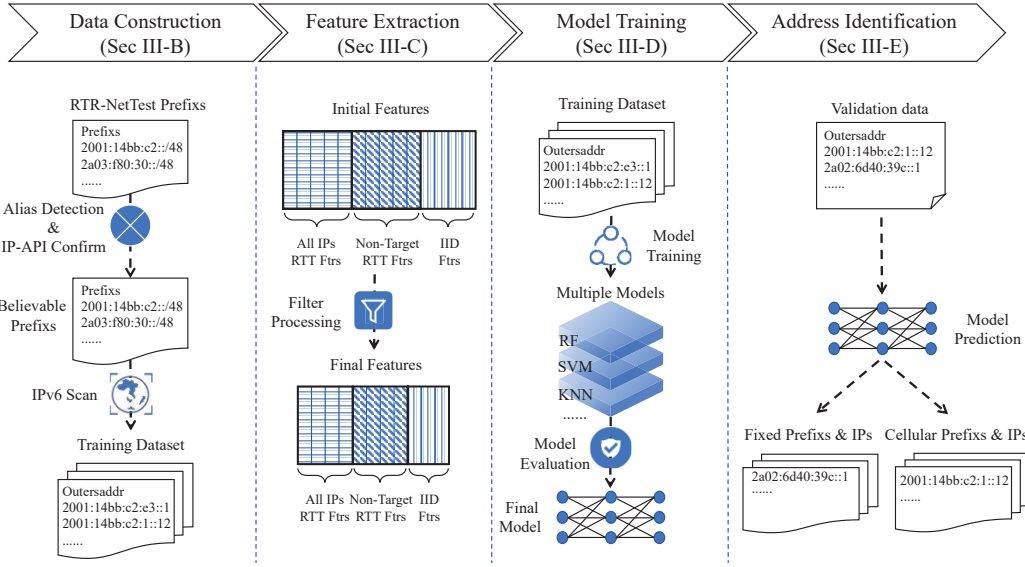 Data Construction
(Sec III-B)
Feature Extraction
(Sec III-C)
Model Training
(Sec III-D)
Address Identification
(Sec III-E)
RTR-NetTest Prefixs
Prefixs
2001:14bb:c2::/48
2a03:f80:30::/48
......
Alias Detection
&
IP-API Confirm
Prefixs
2001:14bb:c2::/48
2a03:f80:30::/48
......
Believable
Prefixs
IPv6 Scan
Training Dataset
Outersaddr
2001:14bb:c2:e3::1
2001:14bb:c2:1::12
......
Initial Features
All IPs
RTT Ftrs
Non-Target
RTT Ftrs
IID
Ftrs
Filter
Processing
Final Features
All IPs
RTT Ftrs
Non-Target
RTT Ftrs
IID
Ftrs
Training Dataset
Outersaddr
2001:14bb:c2:e3::1
2001:14bb:c2:1::12
......
Model
Training
Multiple Models
RF
SVM
KNN
......
Model
Evaluation
Final
Model
Validation data
Outersaddr
2001:14bb:c2:1::12
2a02:6d40:39c::1
......
Model
Prediction
Fixed Prefixs & IPs
2a02:6d40:39c::1
......
Cellular Prefixs & IPs
2001:14bb:c2:1::12
......